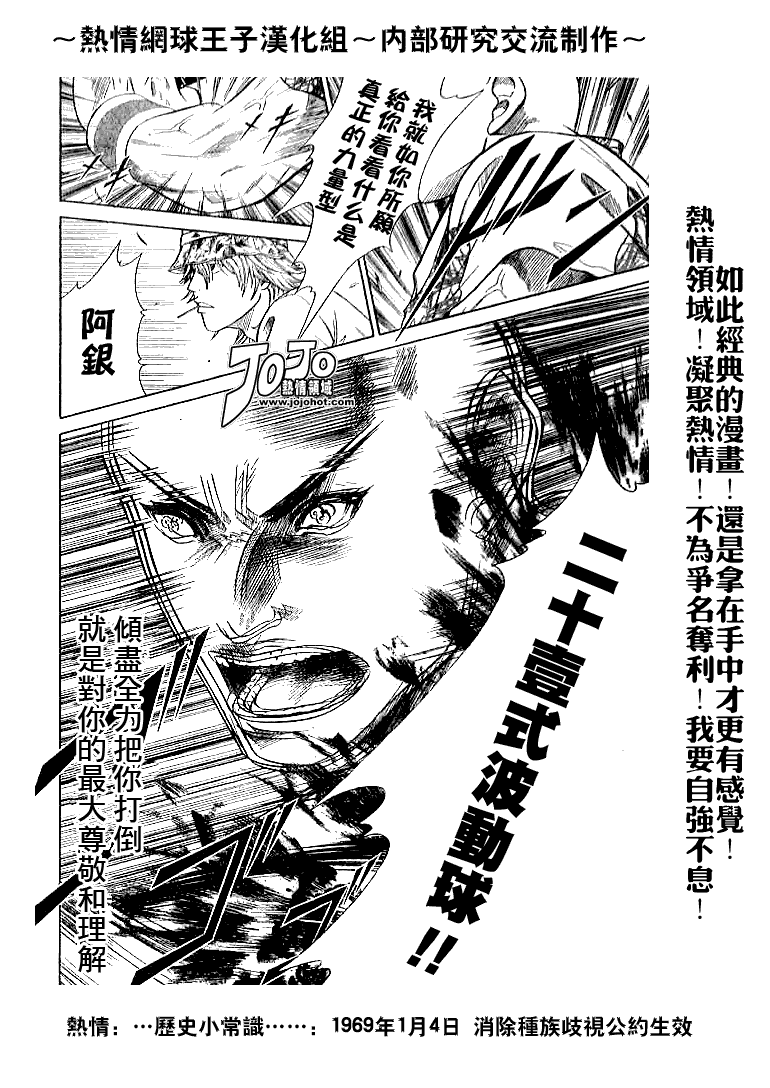 ～熱情網球王子漢化組～內部研究交流制作～
我就如你所願
給你看看什么是
真正的力量型
阿銀
JOJO
熱情領域
www.jojohot.com
二十壹式波動球!!
傾盡全力把你打倒
就是對你的最大尊敬和理解
如此經典的漫畫！還是拿在手中才更有感覺！
熱情領域！凝聚熱情！不為爭名奪利！我要自強不息！
熱情：…歷史小常識……：1969年1月4日 消除種族歧視公約生效